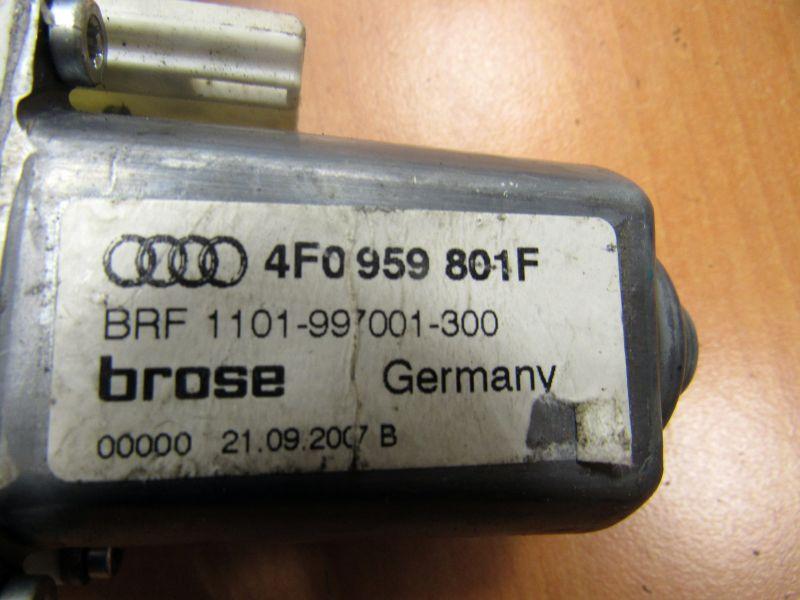 4F0 959 801F
BRF 1101-997001-300
brose Germany
00000 21.09.2007 B